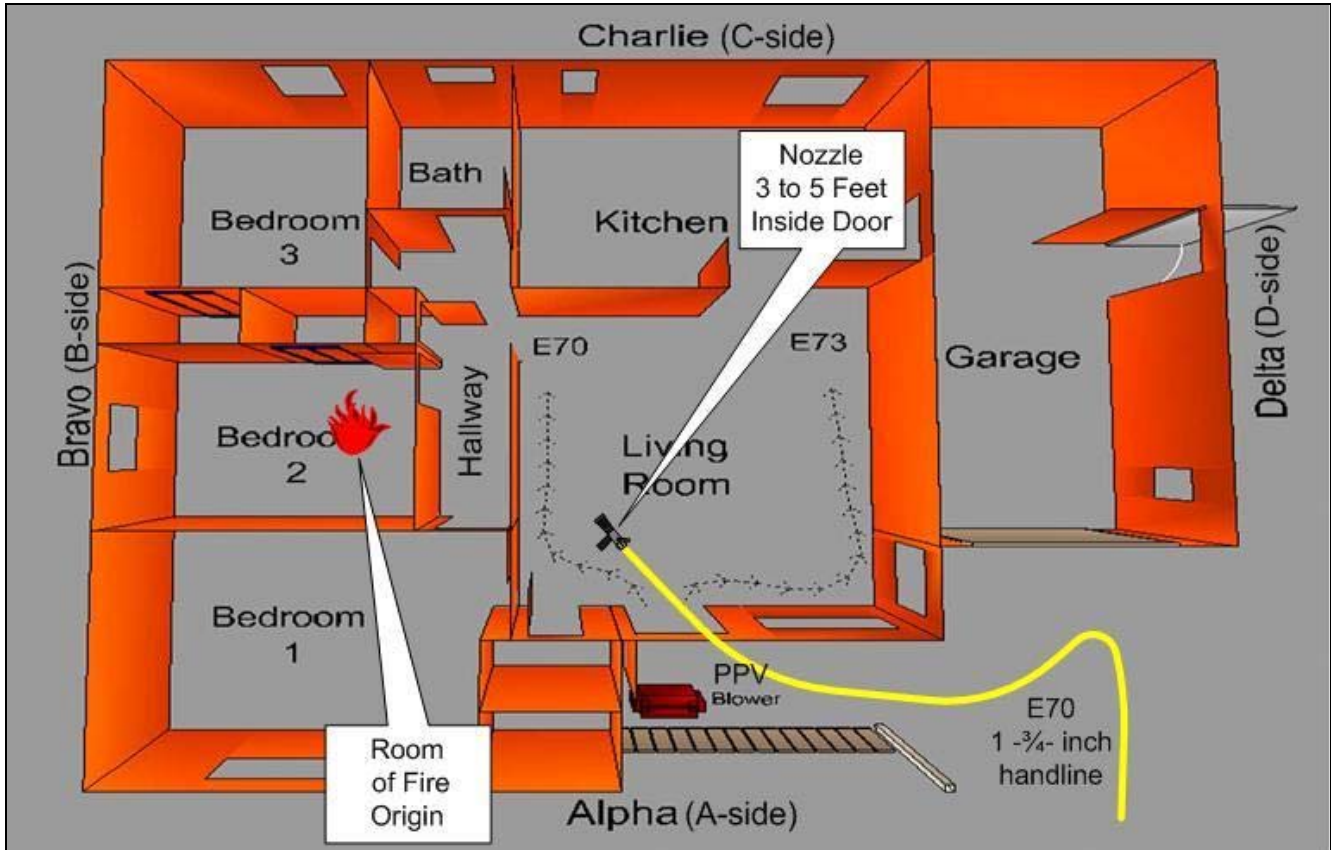 Charlie (C-side)
Bath
Bedroom
3
Kitchen
Nozzle
3 to 5 Feet
Inside Door
Bravo (B-side)
Delta (D-side)
E70
E73
Garage
Hallway
Bedroo
2
Living
Room
Bedroom
1
PPV
Blower
E70
1 -¾- inch
handline
Room
of Fire
Origin
Alpha (A-side)